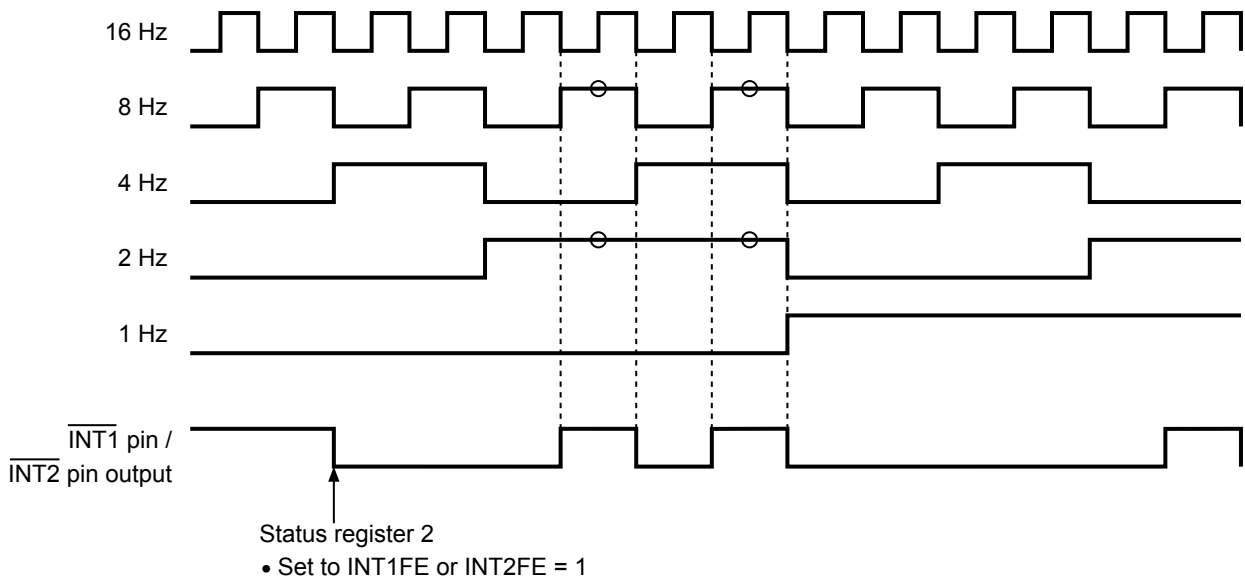 16 Hz
8 Hz
4 Hz
2 Hz
1 Hz
INT1 pin /
INT2 pin output
Status register 2
• Set to INT1FE or INT2FE = 1